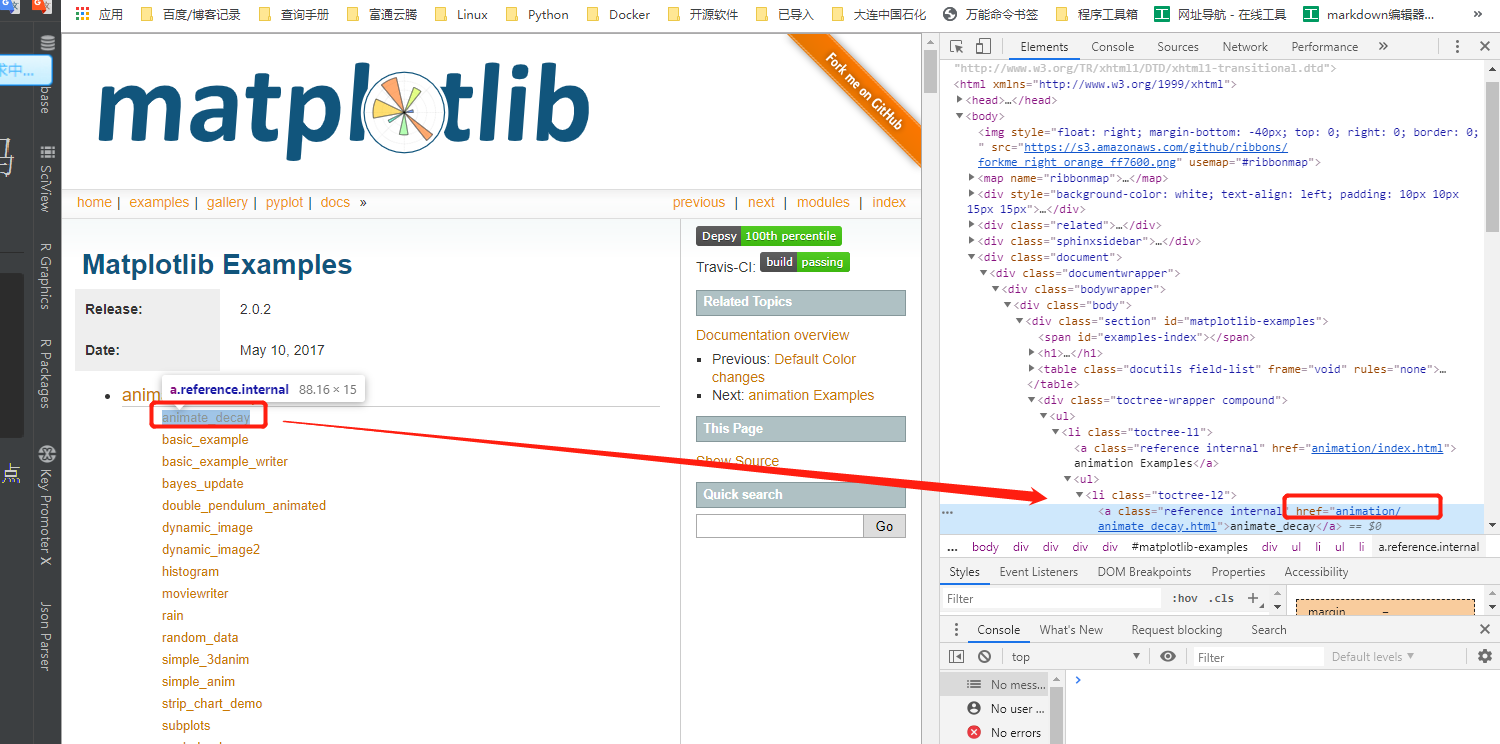 应用 百度/博客记录 查询手册 富通云腾 Linux Python Docker 开源软件 已导入 大连中国石化 万能命令书签 程序工具箱 网址导航 - 在线工具 markdown编辑器... »
求中...
base
SciView
R Graphics
R Packages
点
Key Promoter X
Json Parser
matplotlib
Fork me on GitHub
home | examples | gallery | pyplot | docs »
previous | next | modules | index
Matplotlib Examples
Release: 2.0.2
Date: May 10, 2017
a.reference.internal 88.16 × 15
anim
animate_decay
basic_example
basic_example_writer
bayes_update
double_pendulum_animated
dynamic_image
dynamic_image2
histogram
moviewriter
rain
random_data
simple_3danim
simple_anim
strip_chart_demo
subplots
Depsy 100th percentile
Travis-CI: build passing
Related Topics
Documentation overview
Previous: Default Color
changes
Next: animation Examples
This Page
Show Source
Quick search
Go
Elements Console Sources Network Performance »
"http://www.w3.org/TR/xhtml1/DTD/xhtml1-transitional.dtd">
<html xmlns="http://www.w3.org/1999/xhtml">
<head>…</head>
<body>
<img style="float: right; margin-bottom: -40px; top: 0; right: 0; border: 0;
" src="https://s3.amazonaws.com/github/ribbons/
forkme_right_orange_ff7600.png" usemap="#ribbonmap">
<map name="ribbonmap">…</map>
<div style="background-color: white; text-align: left; padding: 10px 10px
15px 15px">…</div>
<div class="related">…</div>
<div class="sphinxsidebar">…</div>
<div class="document">
<div class="documentwrapper">
<div class="bodywrapper">
<div class="body">
<div class="section" id="matplotlib-examples">
<span id="examples-index"></span>
<h1>…</h1>
<table class="docutils field-list" frame="void" rules="none">…
</table>
<div class="toctree-wrapper compound">
<ul>
<li class="toctree-l1">
<a class="reference internal" href="animation/index.html">
animation Examples</a>
<ul>
<li class="toctree-l2">
<a class="reference internal" href="animation/
animate_decay.html">animate_decay</a> == $0
... body div div div div #matplotlib-examples div ul li ul li a.reference.internal
Styles Event Listeners DOM Breakpoints Properties Accessibility
Filter :hov .cls +
margin –
Console What's New Request blocking Search
top Filter Default levels
No mess...
No user ...
No errors